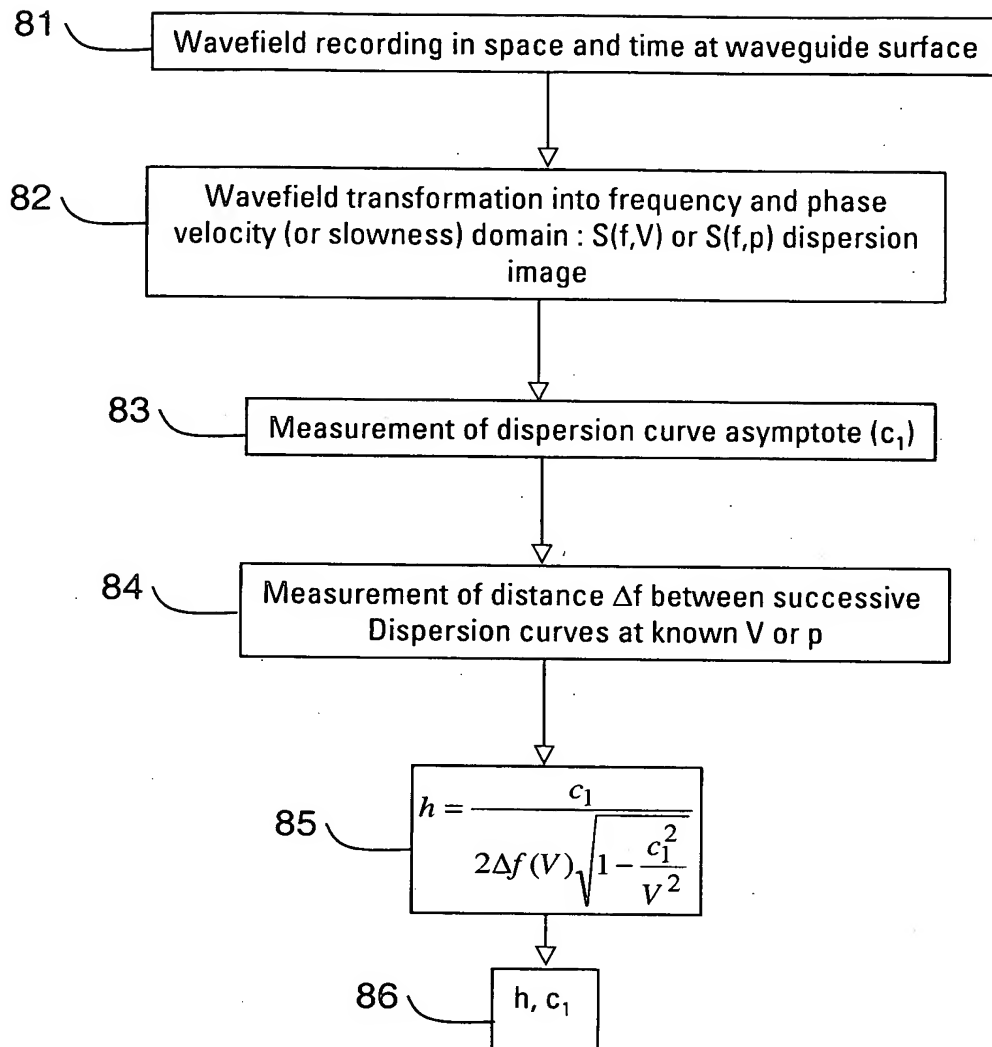 81
Wavefield recording in space and time at waveguide surface
82
Wavefield transformation into frequency and phase
velocity (or slowness) domain : S(f,V) or S(f,p) dispersion
image
83
Measurement of dispersion curve asymptote (c₁)
84
Measurement of distance Δf between successive
Dispersion curves at known V or p
85
h = c₁ / (2Δf(V)√(1 − c₁²/V²))
86
h, c₁